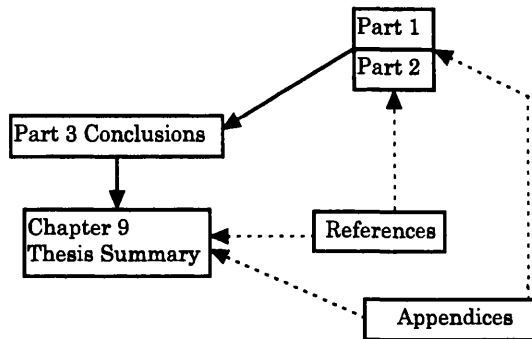 Part 1
Part 2
Part 3 Conclusions
Chapter 9
Thesis Summary
References
Appendices